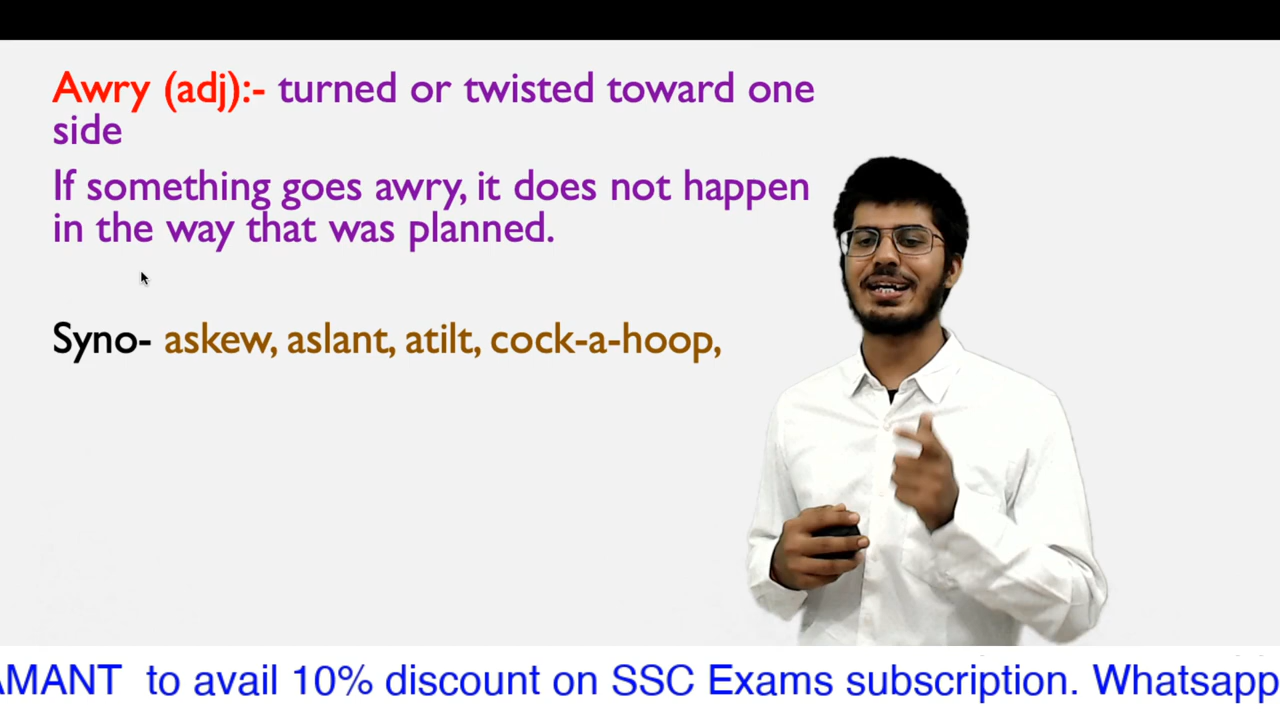 Awry (adj):- turned or twisted toward one
side
If something goes awry, it does not happen
in the way that was planned.
Syno- askew, aslant, atilt, cock-a-hoop,
AMANT to avail 10% discount on SSC Exams subscription. Whatsapp